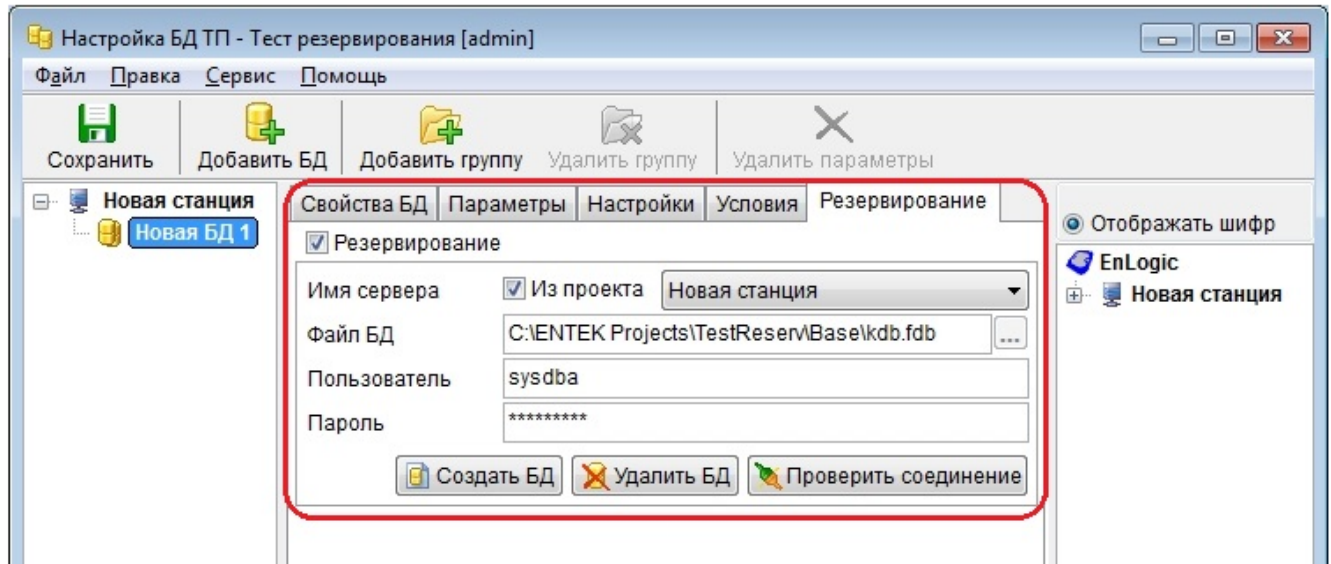 Настройка БД ТП - Тест резервирования [admin]
Файл Правка Сервис Помощь
Сохранить Добавить БД Добавить группу Удалить группу Удалить параметры
Новая станция
Новая БД 1
Свойства БД Параметры Настройки Условия Резервирование
Резервирование
Имя сервера Из проекта Новая станция
Файл БД C:\ENTEK Projects\TestReserv\Base\kdb.fdb ...
Пользователь sysdba
Пароль *********
Создать БД Удалить БД Проверить соединение
Отображать шифр
EnLogic
Новая станция